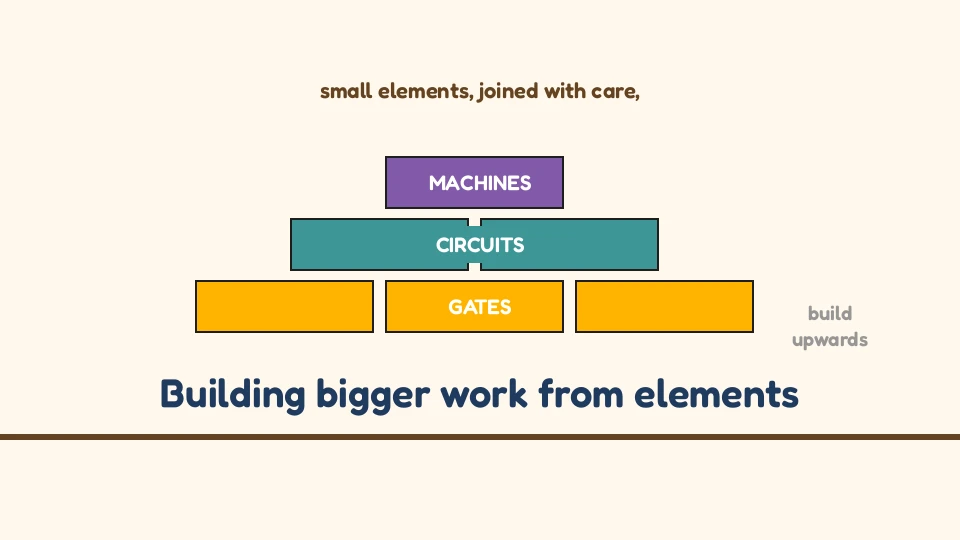 small elements, joined with care,
MACHINES
CIRCUITS
GATES
build
upwards
Building bigger work from elements